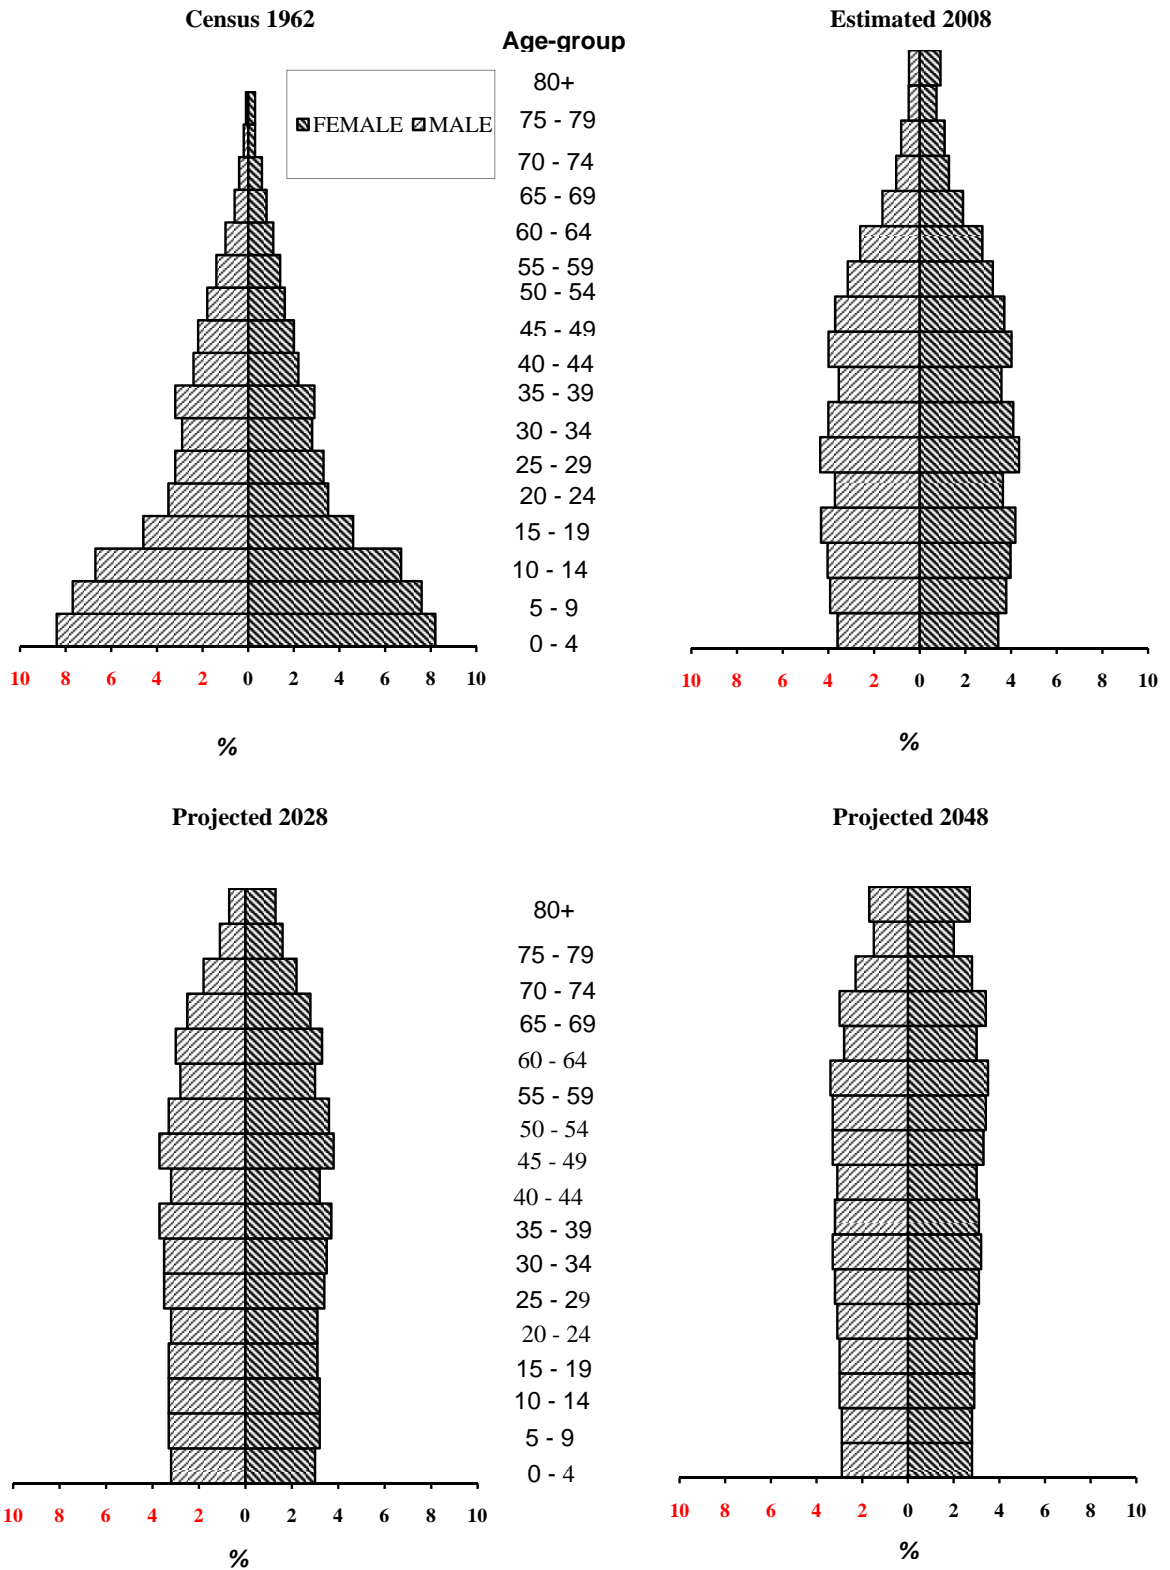 Census 1962
Estimated 2008
Age-group
FEMALE MALE
80+
75 - 79
70 - 74
65 - 69
60 - 64
55 - 59
50 - 54
45 - 49
40 - 44
35 - 39
30 - 34
25 - 29
20 - 24
15 - 19
10 - 14
5 - 9
0 - 4
10 8 6 4 2 0 2 4 6 8 10
10 8 6 4 2 0 2 4 6 8 10
%
%
Projected 2028
Projected 2048
80+
75 - 79
70 - 74
65 - 69
60 - 64
55 - 59
50 - 54
45 - 49
40 - 44
35 - 39
30 - 34
25 - 29
20 - 24
15 - 19
10 - 14
5 - 9
0 - 4
10 8 6 4 2 0 2 4 6 8 10
10 8 6 4 2 0 2 4 6 8 10
%
%